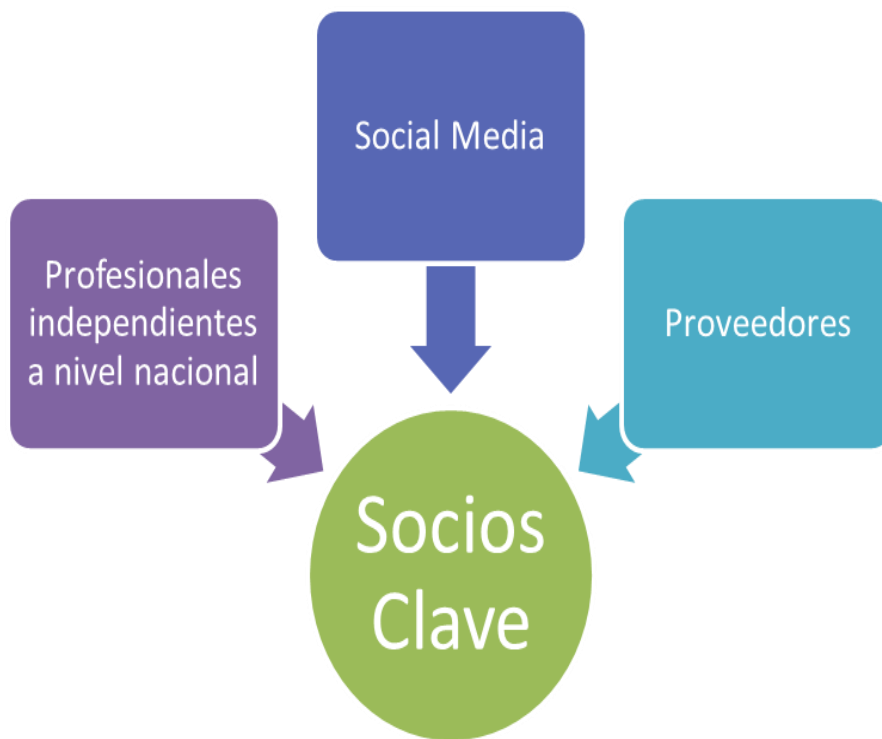 Social Media
Profesionales
independientes
a nivel nacional
Proveedores
Socios
Clave